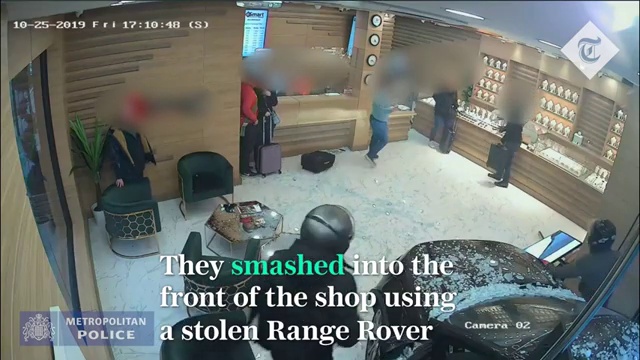 10-25-2019 Fri 17:10:48 (S)
T
They smashed into the
front of the shop using
a stolen Range Rover
Camera 02
METROPOLITAN
POLICE